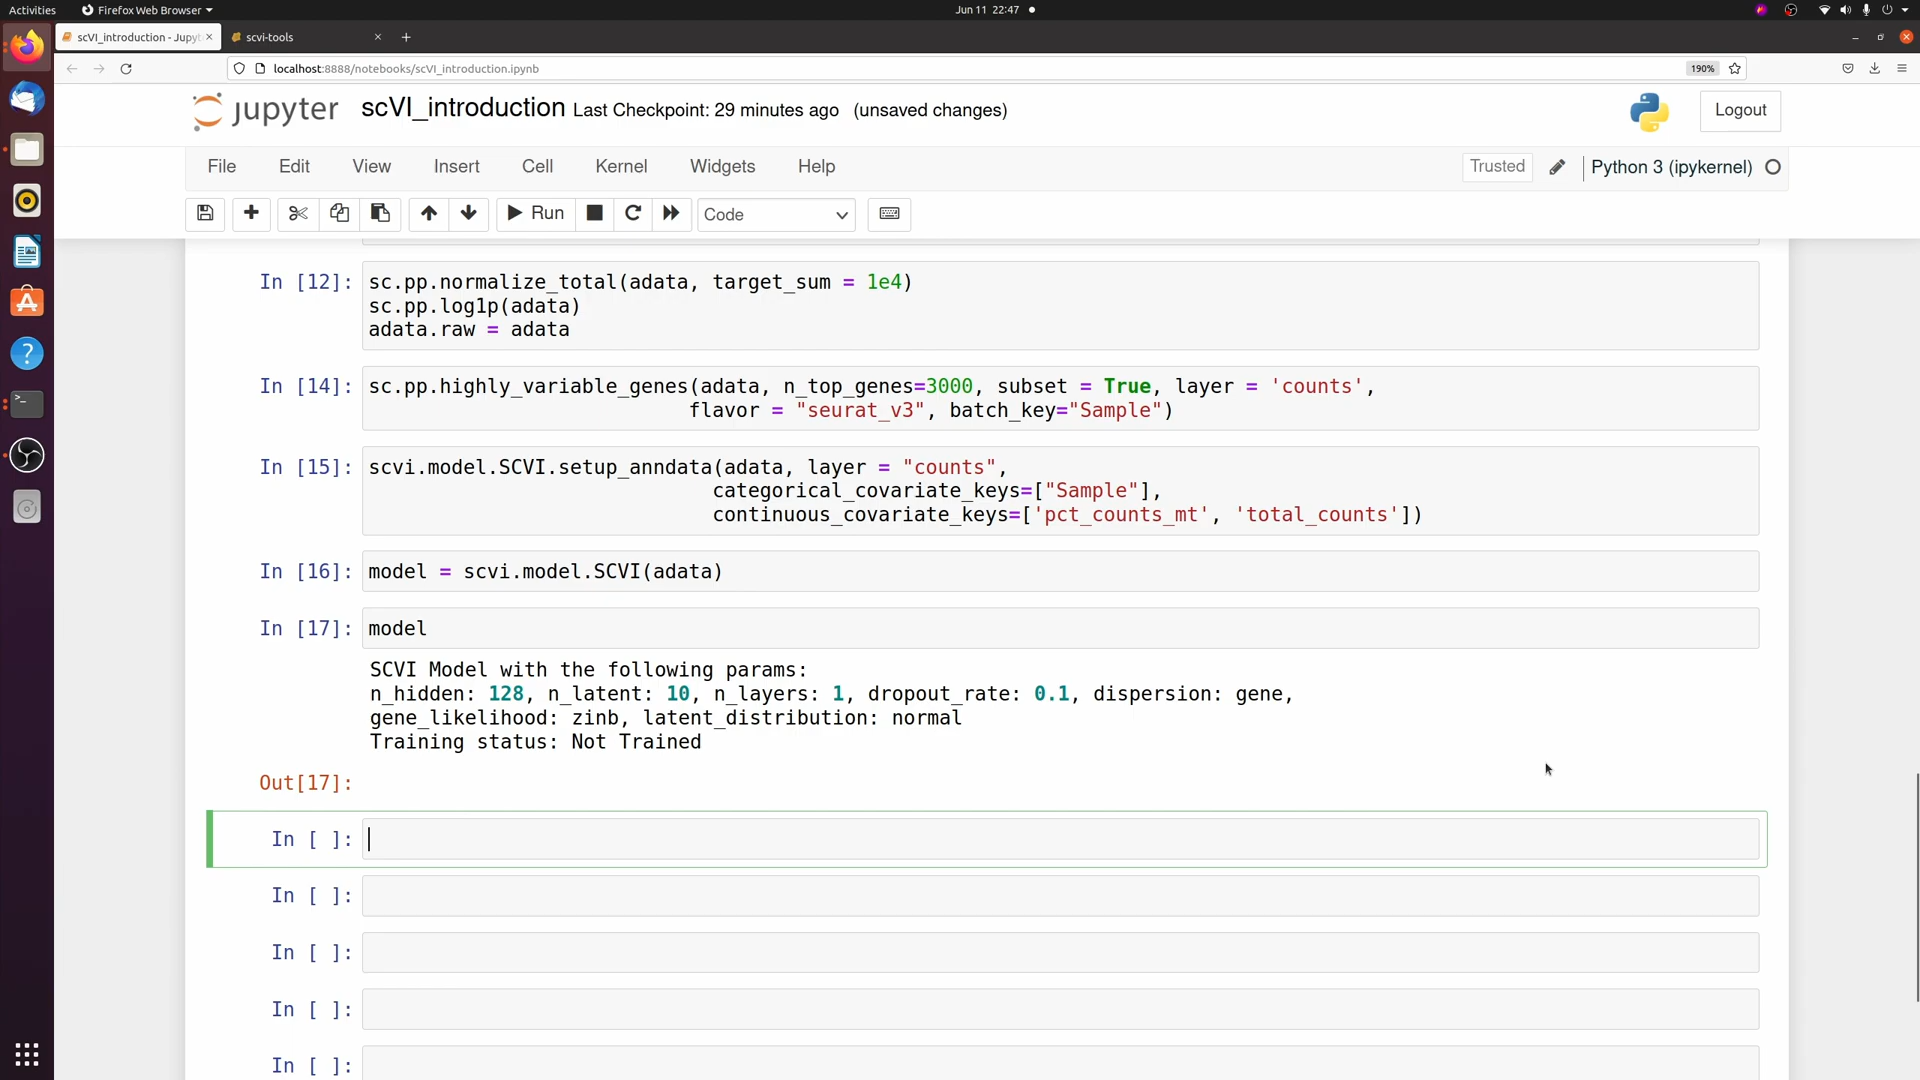 Activities
Firefox Web Browser
Jun 11 22:47
scVI_introduction - Jupyt
scvi-tools
localhost:8888/notebooks/scVI_introduction.ipynb
190%
jupyter scVI_introduction Last Checkpoint: 29 minutes ago (unsaved changes)
Logout
File Edit View Insert Cell Kernel Widgets Help
Trusted
Python 3 (ipykernel)
Run
Code
In [12]: sc.pp.normalize_total(adata, target_sum = 1e4)
sc.pp.log1p(adata)
adata.raw = adata
In [14]: sc.pp.highly_variable_genes(adata, n_top_genes=3000, subset = True, layer = 'counts',
flavor = "seurat_v3", batch_key="Sample")
In [15]: scvi.model.SCVI.setup_anndata(adata, layer = "counts",
categorical_covariate_keys=["Sample"],
continuous_covariate_keys=['pct_counts_mt', 'total_counts'])
In [16]: model = scvi.model.SCVI(adata)
In [17]: model
SCVI Model with the following params:
n_hidden: 128, n_latent: 10, n_layers: 1, dropout_rate: 0.1, dispersion: gene,
gene_likelihood: zinb, latent_distribution: normal
Training status: Not Trained
Out[17]:
In [ ]:
In [ ]:
In [ ]:
In [ ]:
In [ ]: